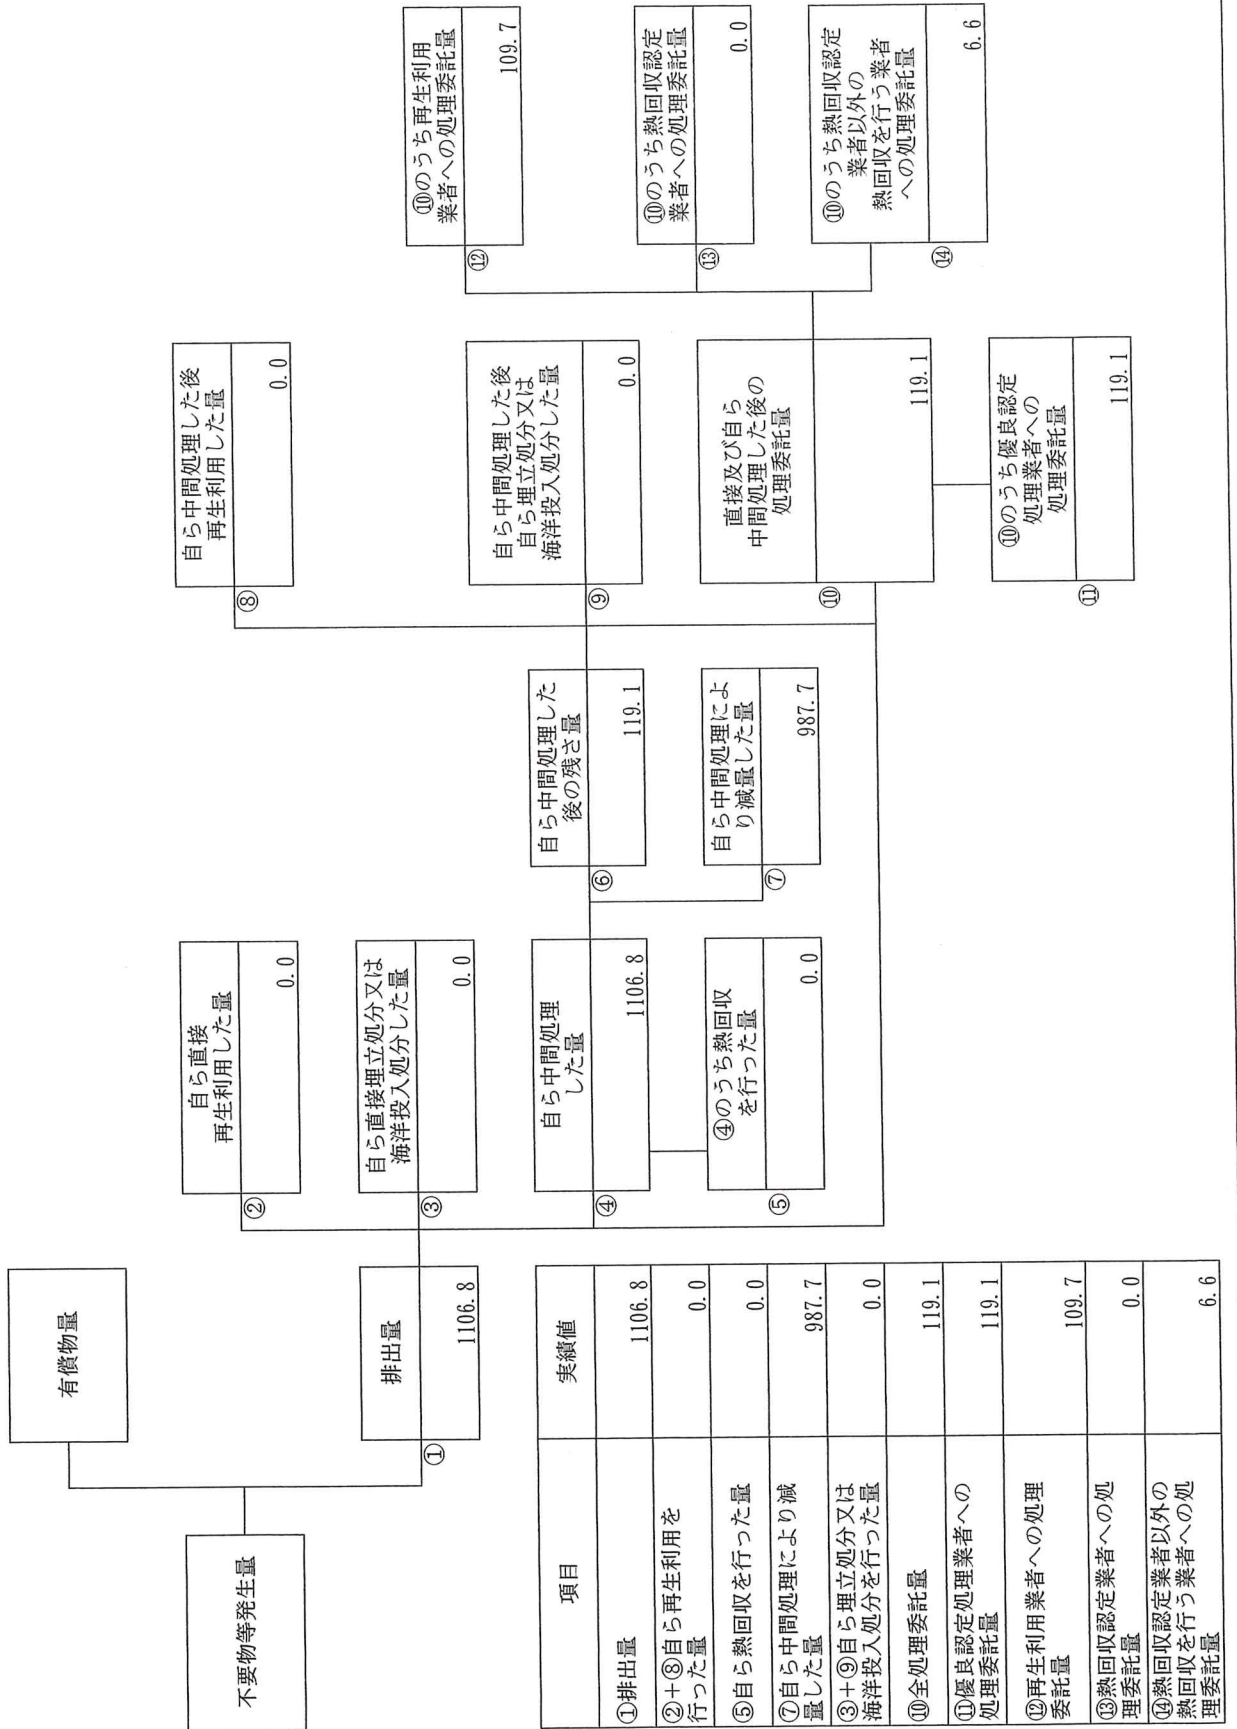 不要物等発生量
有償物量
①
排出量
1106.8
②
自ら直接
再生利用した量
0.0
③
自ら直接埋立処分又は
海洋投入処分した量
0.0
④
自ら中間処理
した量
1106.8
⑤
④のうち熱回収
を行った量
0.0
⑥
自ら中間処理した
後の残さ量
119.1
⑦
自ら中間処理によ
り減量した量
987.7
⑧
自ら中間処理した後
再生利用した量
0.0
⑨
自ら中間処理した後
自ら埋立処分又は
海洋投入処分した量
0.0
⑩
直接及び自ら
中間処理した後の
処理委託量
119.1
⑪
⑩のうち優良認定
処理業者への
処理委託量
119.1
⑫
⑩のうち再生利用
業者への処理委託量
109.7
⑬
⑩のうち熱回収認定
業者への処理委託量
0.0
⑭
⑩のうち熱回収認定
業者以外の
熱回収を行う業者
への処理委託量
6.6
項目 実績値
①排出量 1106.8
②+⑧自ら再生利用を
行った量 0.0
⑤自ら熱回収を行った量 0.0
⑦自ら中間処理により減
量した量 987.7
③+⑨自ら埋立処分又は
海洋投入処分を行った量 0.0
⑩全処理委託量 119.1
⑪優良認定処理業者への
処理委託量 119.1
⑫再生利用業者への処理
委託量 109.7
⑬熱回収認定業者への処
理委託量 0.0
⑭熱回収認定業者以外の
熱回収を行う業者への処
理委託量 6.6